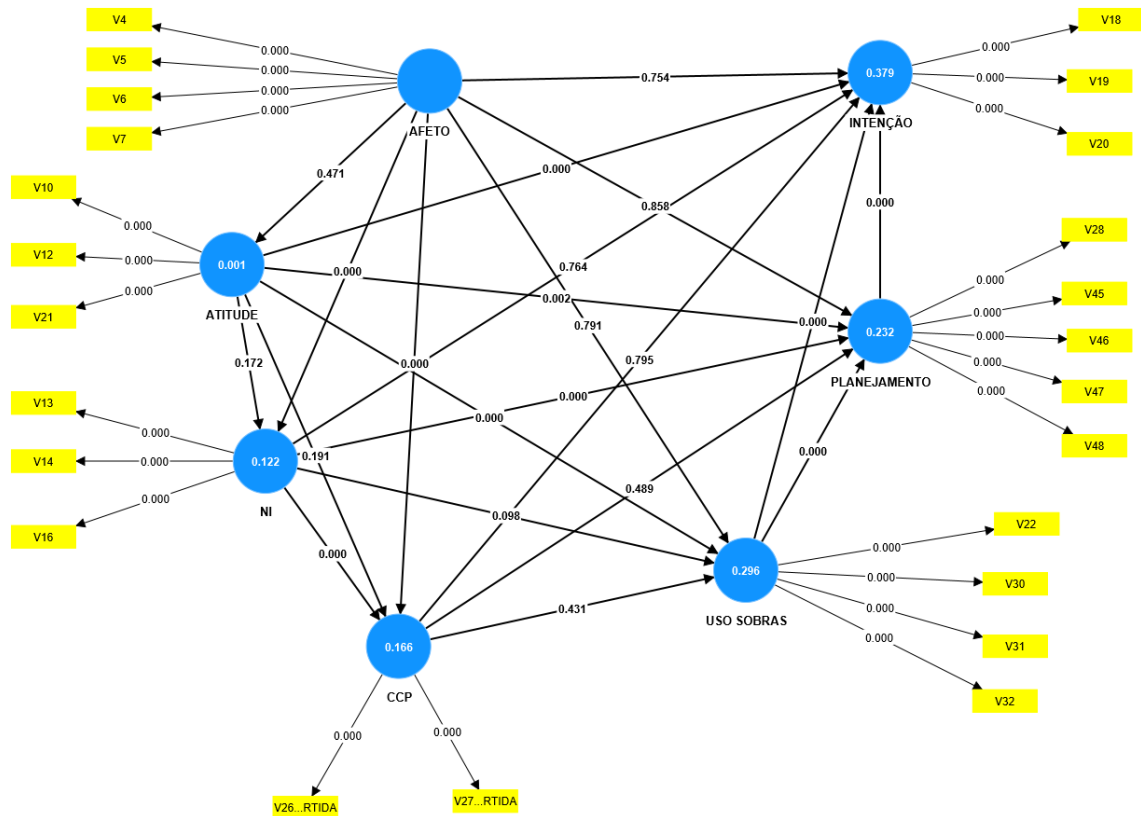 V4
0.000
V5
0.000
V6
0.000
V7
0.000
AFETO
0.754
0.379
INTENÇÃO
V18
0.000
V19
0.000
V20
0.000
V10
0.000
V12
0.000
V21
0.000
0.471
0.001
ATITUDE
0.000
0.858
0.000
0.764
0.000
0.002
0.791
0.000
0.232
PLANEJAMENTO
V28
0.000
V45
0.000
V46
0.000
V47
0.000
V48
0.000
0.172
0.000
0.795
0.000
0.000
V13
0.000
V14
0.000
V16
0.000
0.122
NI
0.191
0.489
0.000
0.098
0.000
0.431
0.296
USO SOBRAS
V22
0.000
V30
0.000
V31
0.000
V32
0.000
0.166
CCP
0.000
0.000
V26...RTIDA
V27...RTIDA